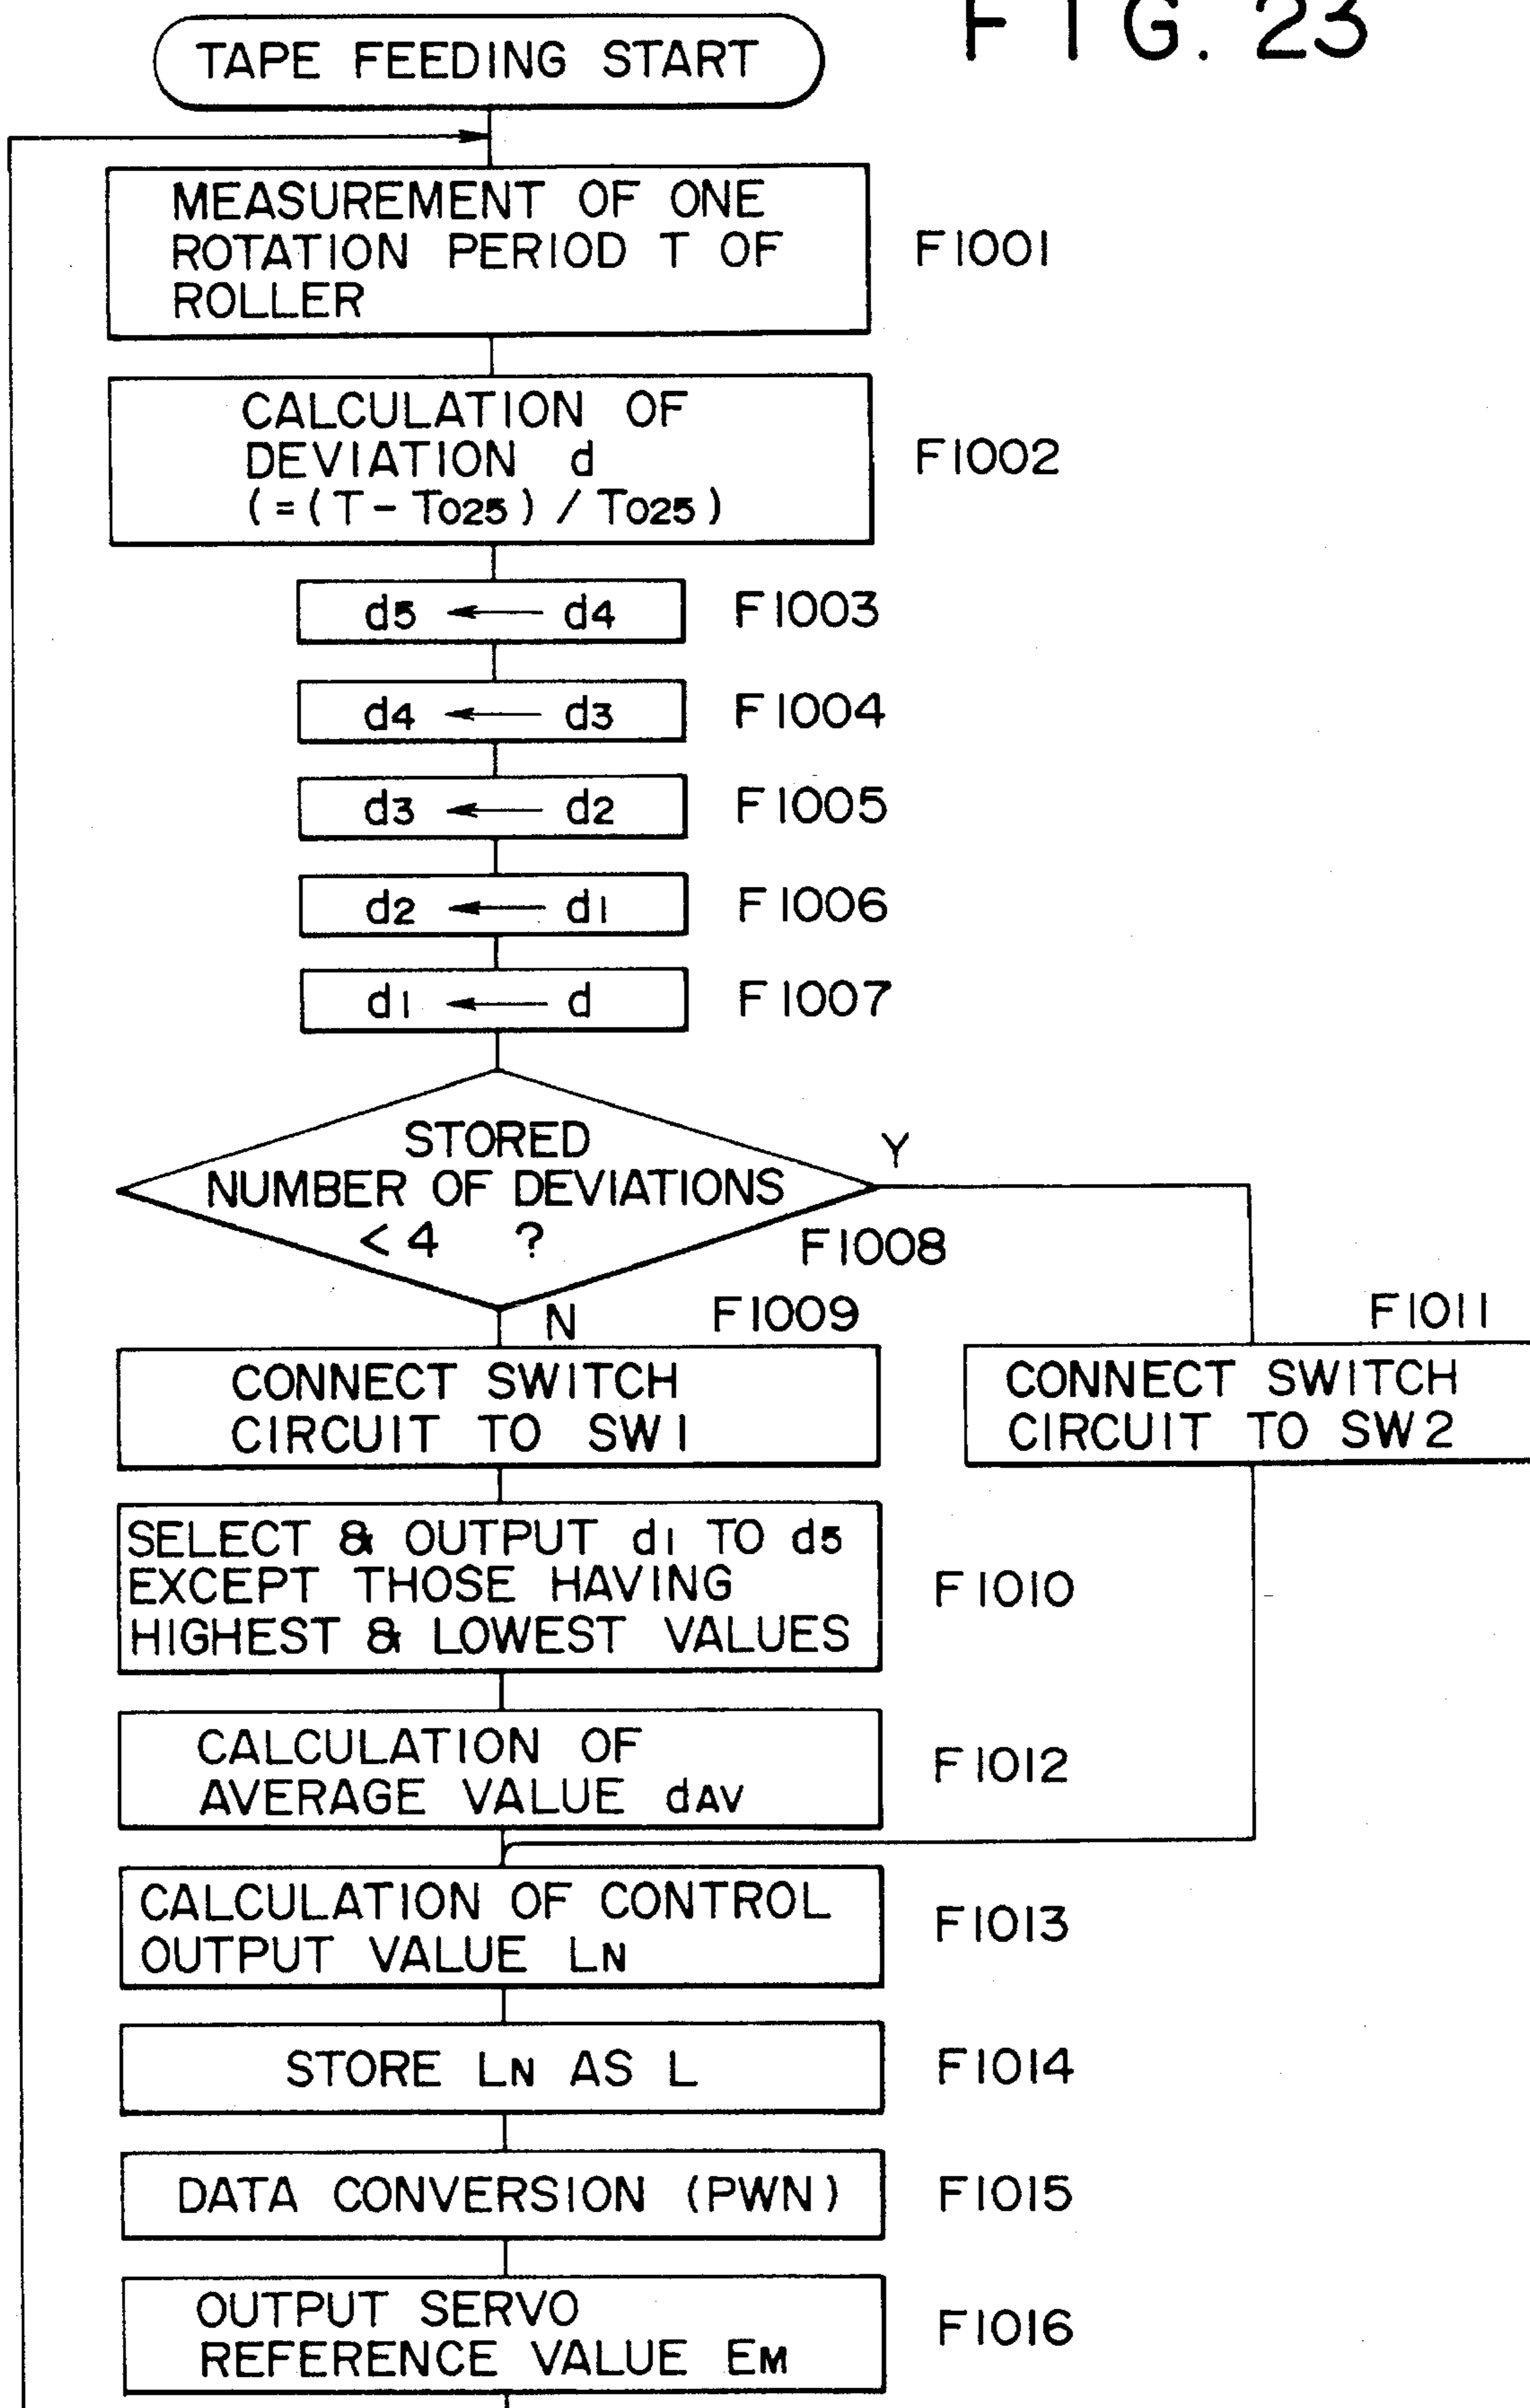 FIG. 23
TAPE FEEDING START
MEASUREMENT OF ONE
ROTATION PERIOD T OF
ROLLER
F1001
CALCULATION OF
DEVIATION d
(=(T-T025)/T025)
F1002
d5 ← d4
F1003
d4 ← d3
F1004
d3 ← d2
F1005
d2 ← d1
F1006
d1 ← d
F1007
STORED
NUMBER OF DEVIATIONS
< 4 ?
Y
F1008
N
F1009
CONNECT SWITCH
CIRCUIT TO SW1
F1011
CONNECT SWITCH
CIRCUIT TO SW2
SELECT & OUTPUT d1 TO d5
EXCEPT THOSE HAVING
HIGHEST & LOWEST VALUES
F1010
CALCULATION OF
AVERAGE VALUE dAV
F1012
CALCULATION OF CONTROL
OUTPUT VALUE LN
F1013
STORE LN AS L
F1014
DATA CONVERSION (PWN)
F1015
OUTPUT SERVO
REFERENCE VALUE EM
F1016